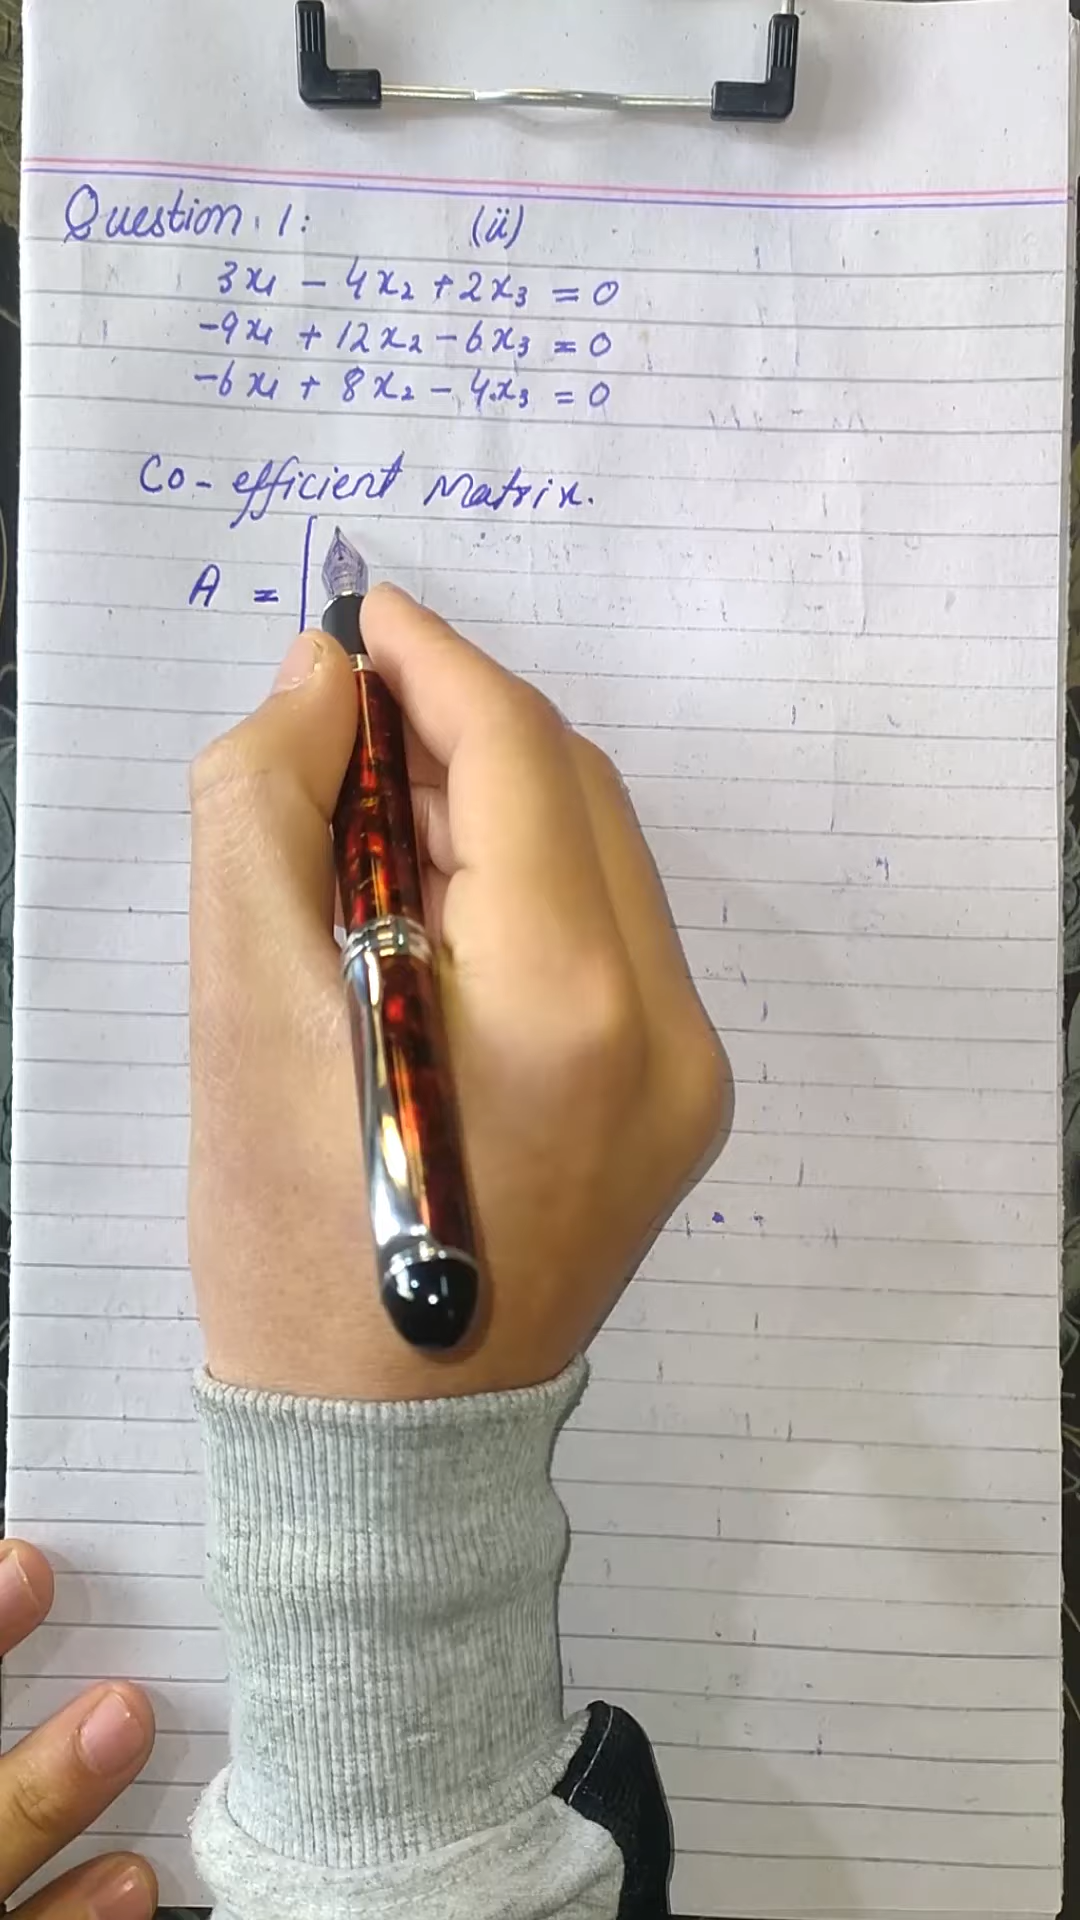 Question. 1: (ii)
3x₁ - 4x₂ + 2x₃ = 0
-9x₁ + 12x₂ - 6x₃ = 0
-6x₁ + 8x₂ - 4x₃ = 0
Co-efficient Matrix.
A = [